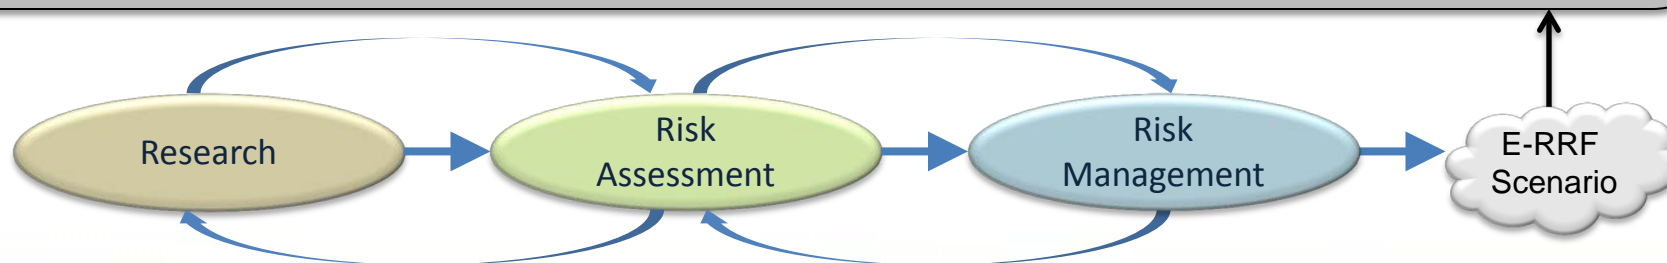 Research
Risk
Assessment
Risk
Management
E-RRF
Scenario